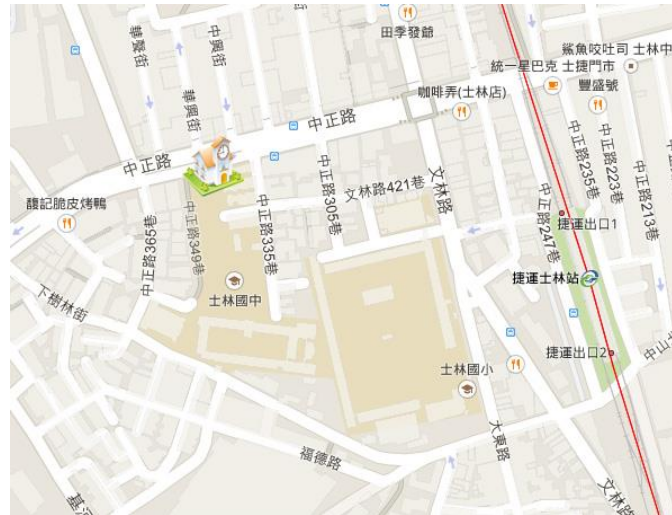 田季發爺
華聲街
中興街
鯊魚咬吐司 士林中
統一星巴克 士捷門市
豐盛號
咖啡弄(士林店)
華興街
中正路
中正路
文林路421巷
文林路
中正路235巷
中正路223巷
中正路213巷
馥記脆皮烤鴨
中正路365巷
中正路349巷
中正路335巷
中正路305巷
中正路247巷
捷運出口1
捷運士林站
士林國中
下樹林街
捷運出口2
中山
士林國小
大東路
福德路
基河
文林路